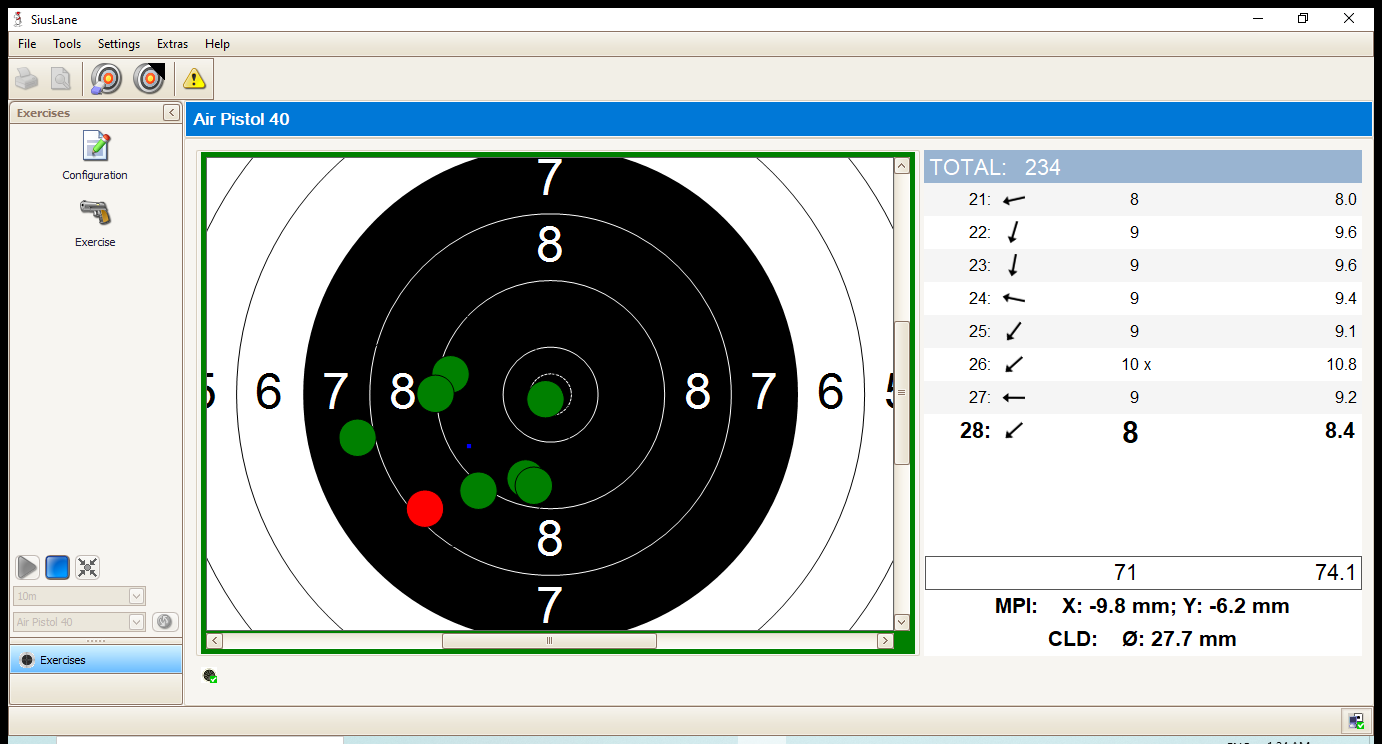 SiusLane
File Tools Settings Extras Help
Exercises
Configuration
Exercise
10m
Air Pistol 40
Exercises
Air Pistol 40
7
8
6 7 8 8 7 6
8
7
TOTAL: 234
21: 8 8.0
22: 9 9.6
23: 9 9.6
24: 9 9.4
25: 9 9.1
26: 10 x 10.8
27: 9 9.2
28: 8 8.4
71 74.1
MPI: X: -9.8 mm; Y: -6.2 mm
CLD: Ø: 27.7 mm